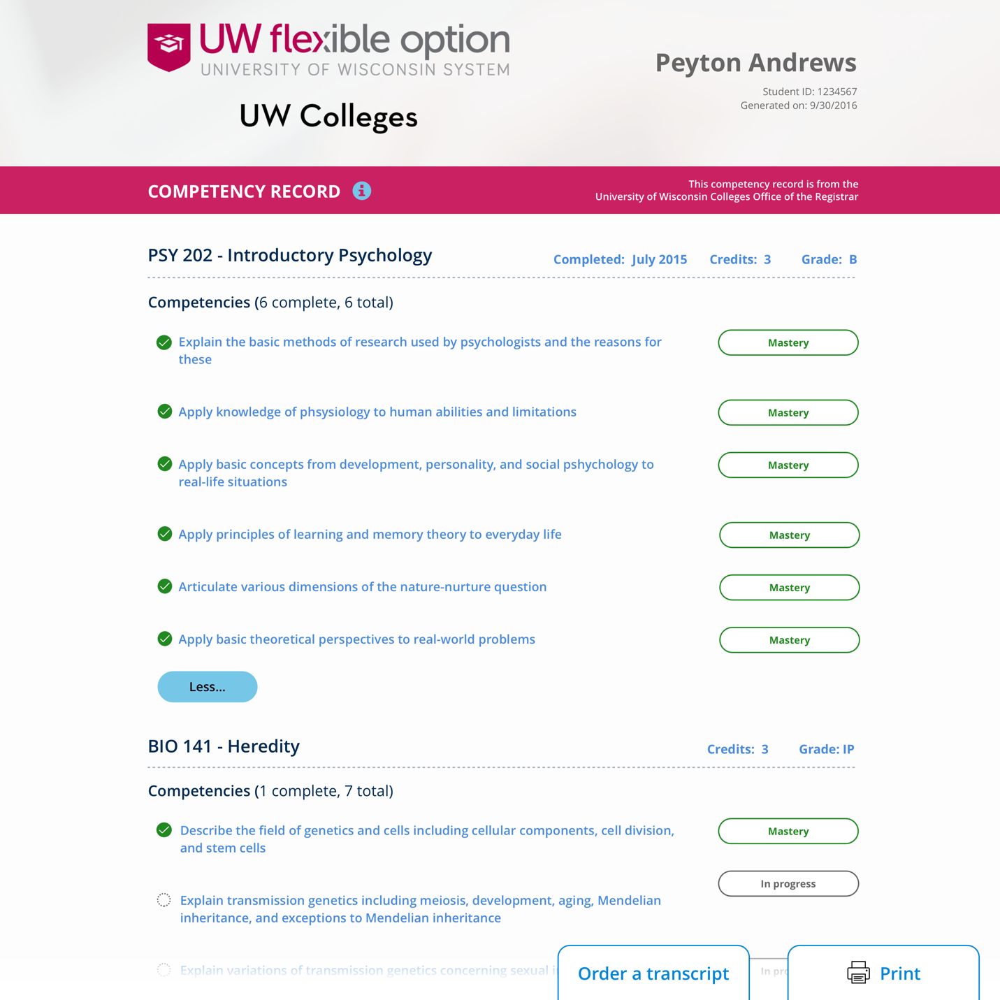 UW flexible option
UNIVERSITY OF WISCONSIN SYSTEM
UW Colleges
Peyton Andrews
Student ID: 1234567
Generated on: 9/30/2016
COMPETENCY RECORD
This competency record is from the
University of Wisconsin Colleges Office of the Registrar
PSY 202 - Introductory Psychology Completed: July 2015 Credits: 3 Grade: B
Competencies (6 complete, 6 total)
Explain the basic methods of research used by psychologists and the reasons for Mastery
these
Apply knowledge of phsysiology to human abilities and limitations Mastery
Apply basic concepts from development, personality, and social pshychology to Mastery
real-life situations
Apply principles of learning and memory theory to everyday life Mastery
Articulate various dimensions of the nature-nurture question Mastery
Apply basic theoretical perspectives to real-world problems Mastery
Less...
BIO 141 - Heredity Credits: 3 Grade: IP
Competencies (1 complete, 7 total)
Describe the field of genetics and cells including cellular components, cell division, Mastery
and stem cells
In progress
Explain transmission genetics including meiosis, development, aging, Mendelian
inheritance, and exceptions to Mendelian inheritance
Explain variations of transmission genetics concerning sexual In
Order a transcript
Print